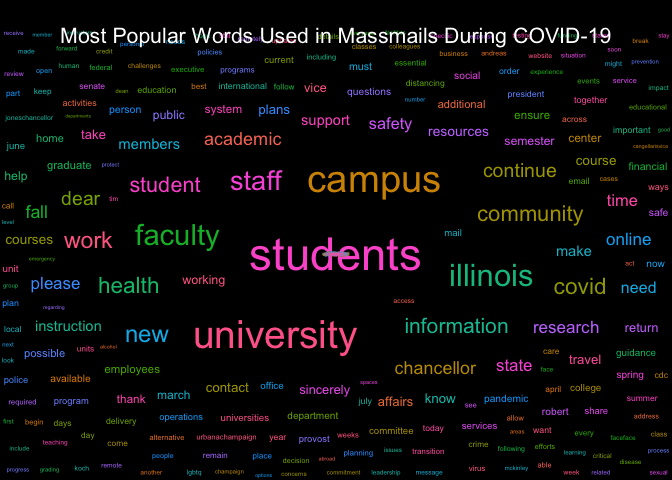 Most Popular Words Used in Massmails During COVID-19
receive member break stay
made forward credit policies classes colleagues business andreas website situation soon
review open human federal challenges executive programs current including must essential order experience might prevention
part keep senate education best international follow vice questions distancing social president events service impact
joneschancellor activities person public system plans number additional together educational
departments dean support safety resources ensure across
june home take members academic semester center important good
graduate student staff campus continue course financial
help protect email cases ways
call fall dear tim community time safe
level courses work faculty students mail online
emergency make act now
unit please health working illinois covid need
group regarding access
plan instruction new university information research return
local
next possible units alcohol chancellor state care travel guidance
look employees face spring cdc
police available contact office sincerely spaces know april college
required program thank march july affairs see pandemic robert share summer
first begin days delivery operations universities department services allow want every faceface address
day come alternative urbanachampaign year provost weeks committee today crime areas class
include teaching people remain place planning issues transition following efforts learning critical process
progress grading koch remote another lgbtq champaign options decision concerns abroad commitment leadership message virus mckinley able week related disease sexual